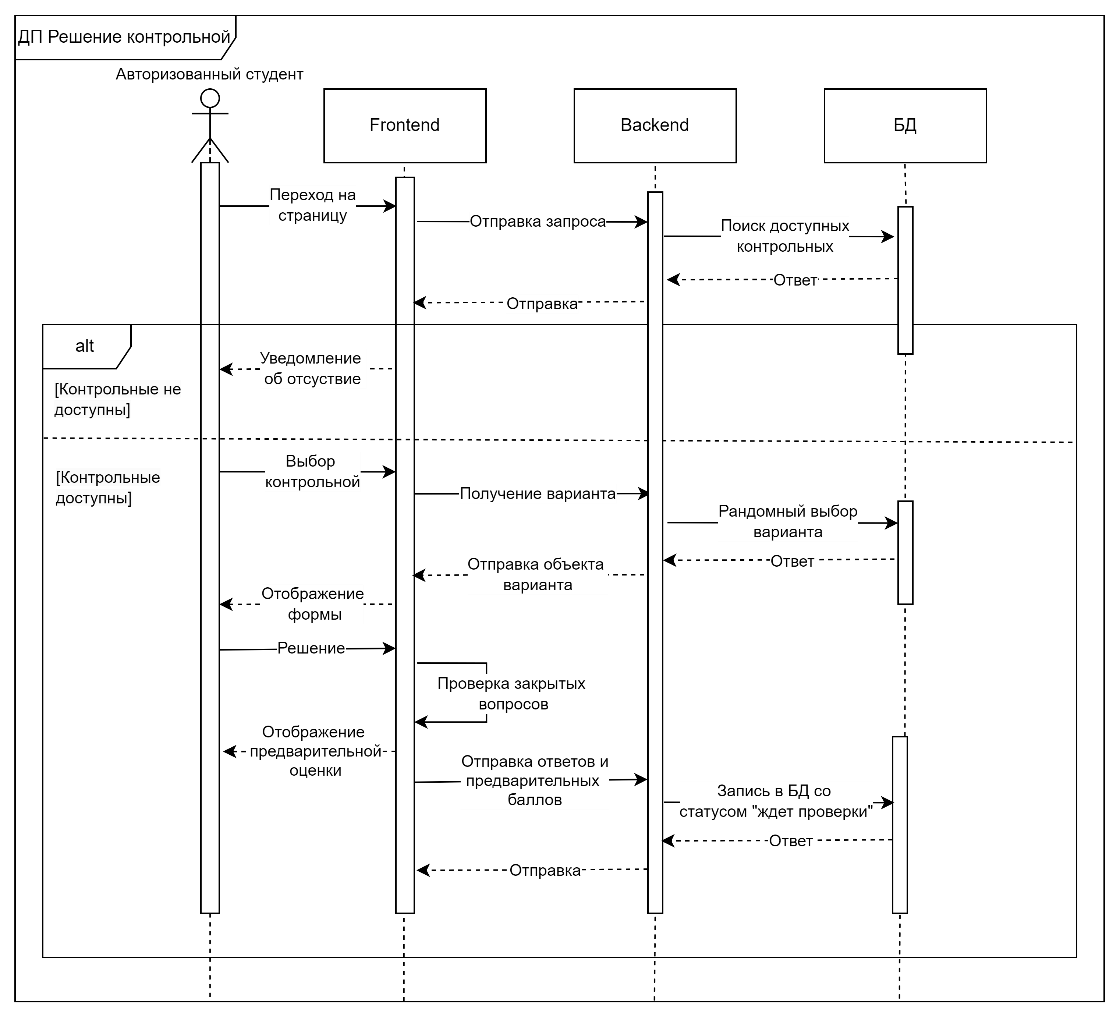 ДП Решение контрольной
Авторизованный студент
Frontend
Backend
БД
Переход на
страницу
Отправка запроса
Поиск доступных
контрольных
Ответ
Отправка
alt
Уведомление
об отсуствие
[Контрольные не
доступны]
Выбор
контрольной
[Контрольные
доступны]
Получение варианта
Рандомный выбор
варианта
Ответ
Отправка объекта
варианта
Отображение
формы
Решение
Проверка закрытых
вопросов
Отображение
предварительной
оценки
Отправка ответов и
предварительных
баллов
Запись в БД со
статусом "ждет проверки"
Ответ
Отправка